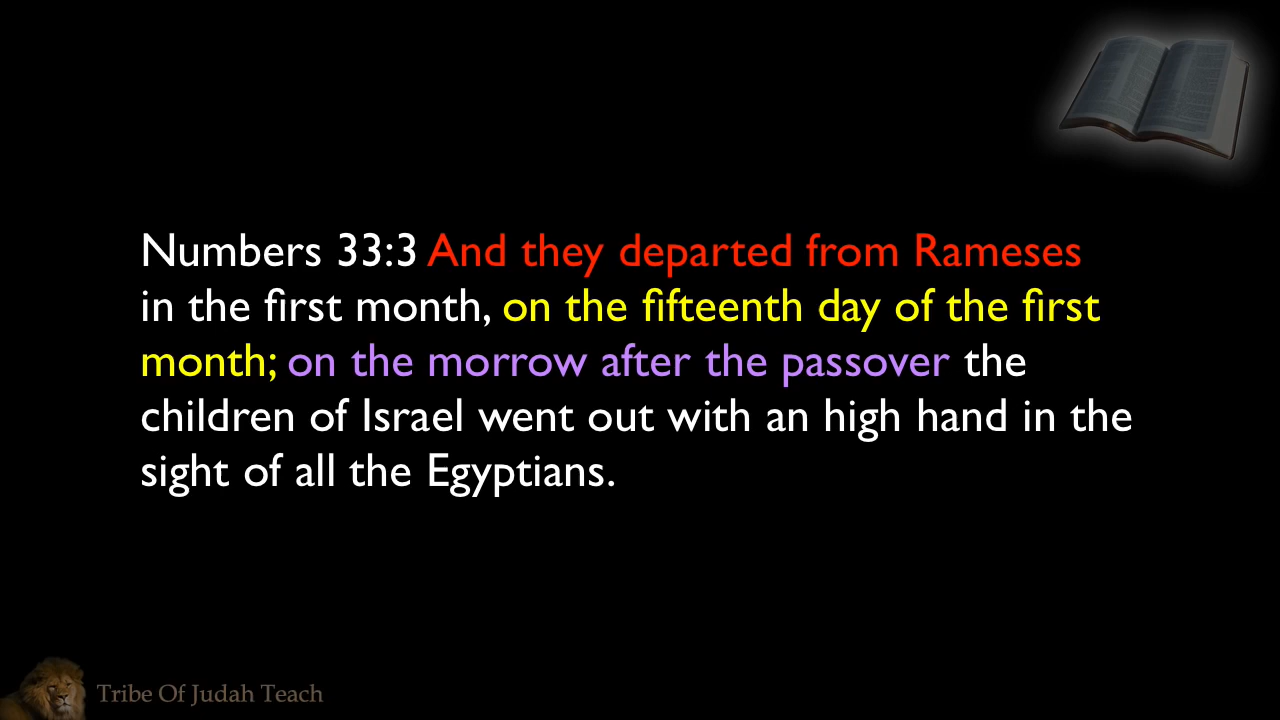 Numbers 33:3 And they departed from Rameses
in the first month, on the fifteenth day of the first
month; on the morrow after the passover the
children of Israel went out with an high hand in the
sight of all the Egyptians.
Tribe Of Judah Teach